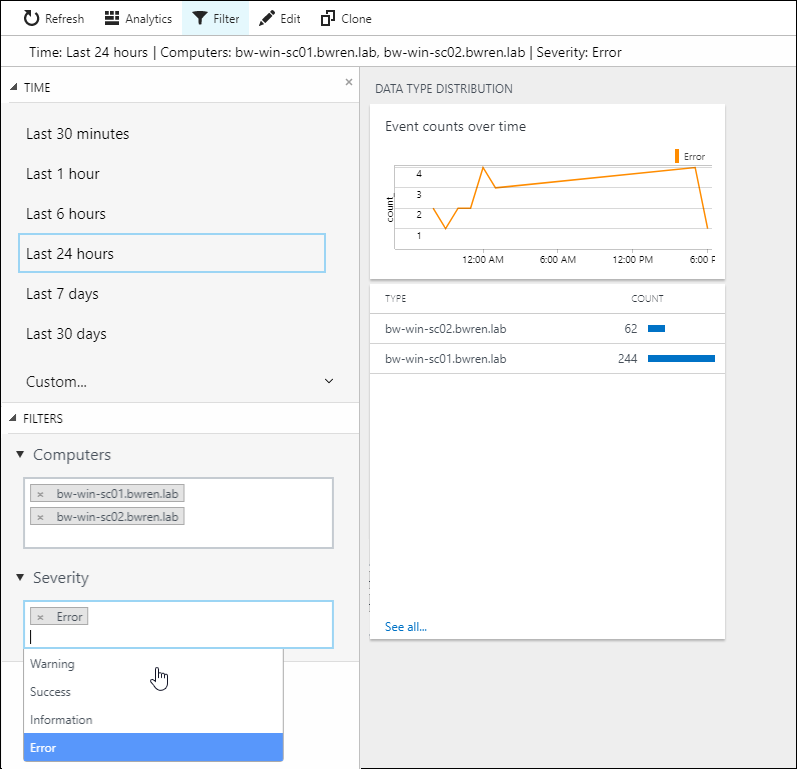 Refresh Analytics Filter Edit Clone
Time: Last 24 hours | Computers: bw-win-sc01.bwren.lab, bw-win-sc02.bwren.lab | Severity: Error
TIME ×
Last 30 minutes
Last 1 hour
Last 6 hours
Last 24 hours
Last 7 days
Last 30 days
Custom...
FILTERS
Computers
× bw-win-sc01.bwren.lab
× bw-win-sc02.bwren.lab
Severity
× Error
Warning
Success
Information
Error
DATA TYPE DISTRIBUTION
Event counts over time
Error
count_
4
3
2
1
12:00 AM 6:00 AM 12:00 PM 6:00 F
TYPE COUNT
bw-win-sc02.bwren.lab 62
bw-win-sc01.bwren.lab 244
See all...